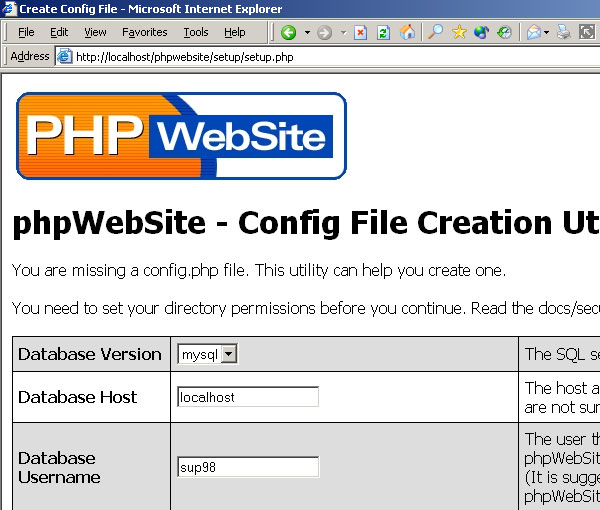 Create Config File - Microsoft Internet Explorer
File Edit View Favorites Tools Help
Address http://localhost/phpwebsite/setup/setup.php
PHP WebSite
phpWebSite - Config File Creation Ut
You are missing a config.php file. This utility can help you create one.
You need to set your directory permissions before you continue. Read the docs/secu
Database Version mysql The SQL se
Database Host localhost The host a
are not sur
Database Username sup98 The user th
phpWebSit
(It is sugge
phpWebSit